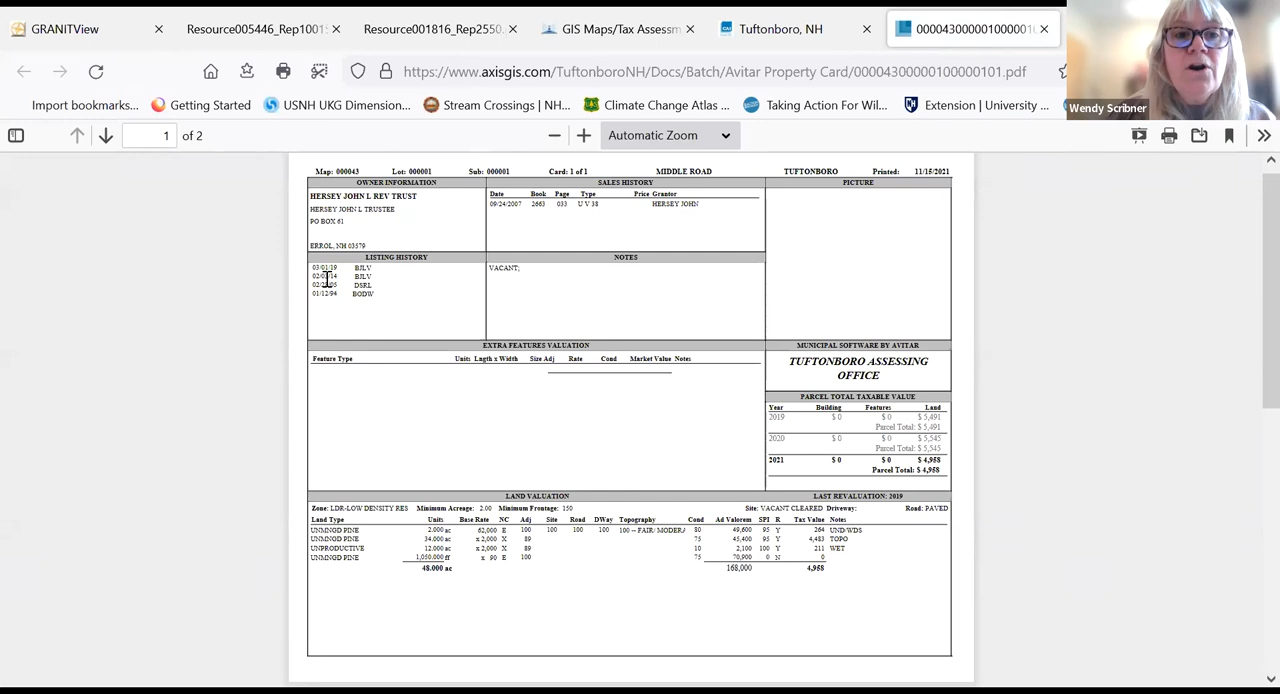 GRANITView
Resource005446_Rep1001
Resource001816_Rep2550.
GIS Maps/Tax Assessm
Tuftonboro, NH
https://www.axisgis.com/TuftonboroNH/Docs/Batch/Avitar Property Card/00004300000100000101.pdf
Import bookmarks...
Getting Started
USNH UKG Dimension...
Stream Crossings | NH...
Climate Change Atlas ...
Taking Action For Wil...
Extension | University ...
Wendy Scribner
1 of 2
Automatic Zoom
Map: 000043 Lot: 000001 Sub: 000001 Card: 1 of 1 MIDDLE ROAD TUFTONBORO Printed: 11/15/2021
OWNER INFORMATION SALES HISTORY PICTURE
HERSEY JOHN L REV TRUST
HERSEY JOHN L TRUSTEE
PO BOX 61
ERROL, NH 03579
Date Book Page Type Price Grantor
09/24/2007 2663 033 U V 38 HERSEY JOHN
LISTING HISTORY NOTES
03/01/19 BJLV
BJLV
DSRL
01/12/94 BODW
VACANT;
EXTRA FEATURES VALUATION MUNICIPAL SOFTWARE BY AVITAR
Feature Type Units Lngth x Width Size Adj Rate Cond Market Value Notes
TUFTONBORO ASSESSING
OFFICE
PARCEL TOTAL TAXABLE VALUE
Year Building Features Land
2019 $ 0 $ 0 $ 5,491
Parcel Total: $ 5,491
2020 $ 0 $ 0 $ 5,545
Parcel Total: $ 5,545
2021 $ 0 $ 0 $ 4,958
Parcel Total: $ 4,958
LAND VALUATION LAST REVALUATION: 2019
Zone: LDR-LOW DENSITY RES Minimum Acreage: 2.00 Minimum Frontage: 150 Site: VACANT CLEARED Driveway: Road: PAVED
Land Type Units Base Rate NC Adj Site Road DWay Topography Cond Ad Valorem SPI R Tax Value Notes
UNMNGD PINE 2.000 ac 62,000 E 100 100 100 100 100 -- FAIR/ MODERA 80 49,600 95 Y 264 UND/WDS
UNMNGD PINE 34.000 ac x 2,000 X 89 75 45,400 95 Y 4,483 TOPO
UNPRODUCTIVE 12.000 ac x 2,000 X 89 10 2,100 100 Y 211 WET
UNMNGD PINE 1,050.000 ff x 90 E 100 75 70,900 0 N 0
48.000 ac 168,000 4,958